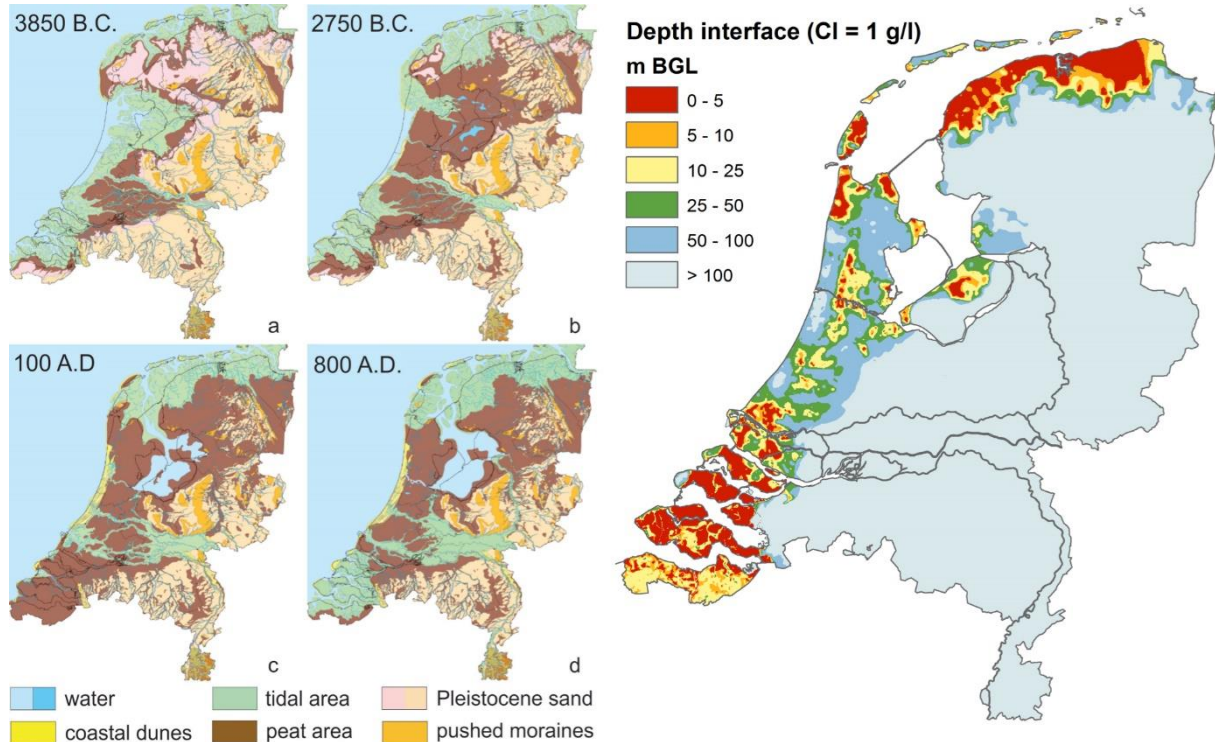 3850 B.C.
2750 B.C.
a
b
100 A.D
800 A.D.
c
d
water
tidal area
Pleistocene sand
coastal dunes
peat area
pushed moraines
Depth interface (Cl = 1 g/l)
m BGL
0 - 5
5 - 10
10 - 25
25 - 50
50 - 100
> 100